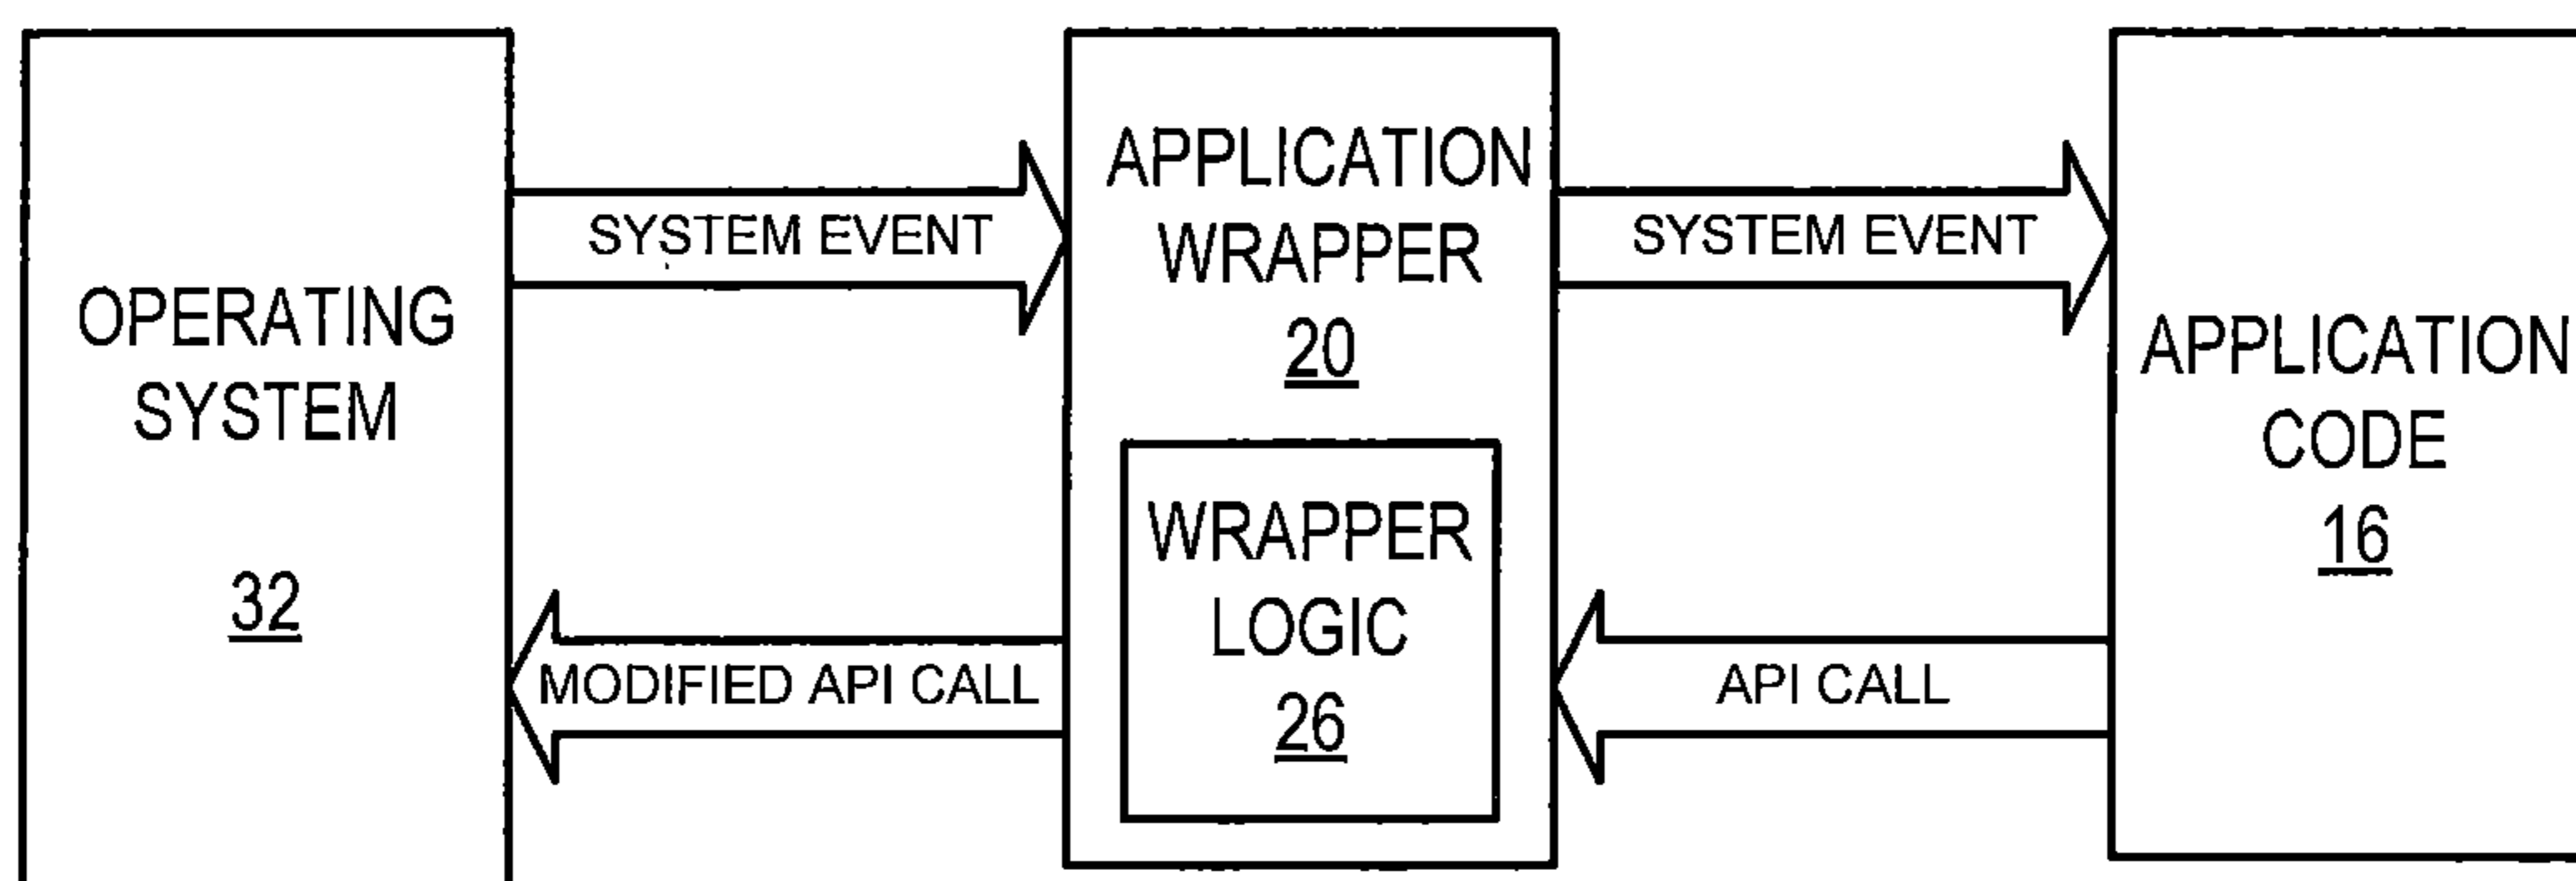 OPERATING
SYSTEM
32
SYSTEM EVENT
MODIFIED API CALL
APPLICATION
WRAPPER
20
WRAPPER
LOGIC
26
SYSTEM EVENT
API CALL
APPLICATION
CODE
16